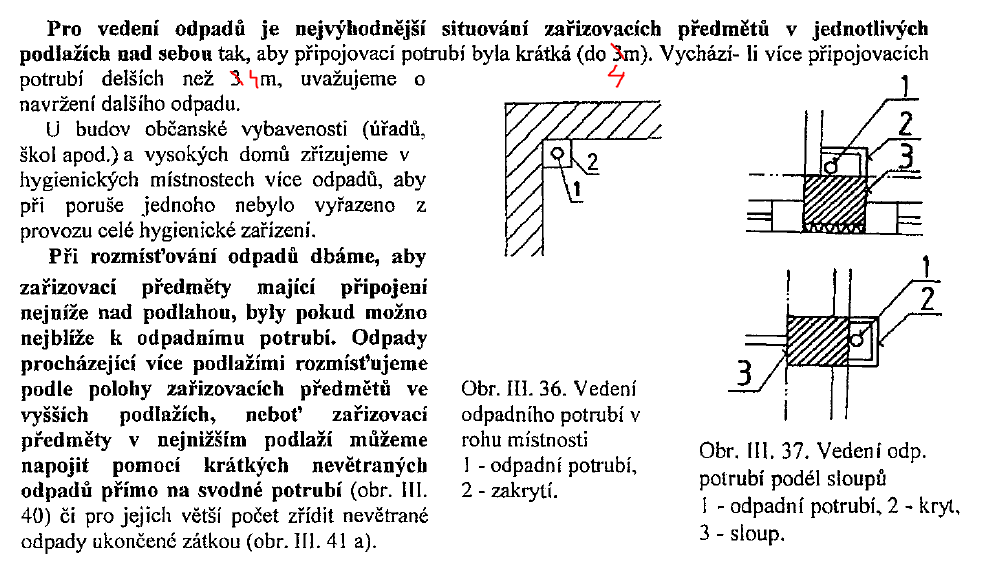 Pro vedení odpadů je nejvýhodnější situování zařizovacích předmětů v jednotlivých
podlažích nad sebou tak, aby připojovací potrubí byla krátká (do 3m). Vychází- li více připojovacích
4
potrubí delších než 3 4 m, uvažujeme o
navržení dalšího odpadu.
U budov občanské vybavenosti (úřadů,
škol apod.) a vysokých domů zřizujeme v
hygienických místnostech více odpadů, aby
při poruše jednoho nebylo vyřazeno z
provozu celé hygienické zařízení.
Při rozmísťování odpadů dbáme, aby
zařizovací předměty mající připojení
nejníže nad podlahou, byly pokud možno
nejblíže k odpadnímu potrubí. Odpady
procházející více podlažími rozmísťujeme
podle polohy zařizovacích předmětů ve
vyšších podlažích, neboť zařizovací
předměty v nejnižším podlaží můžeme
napojit pomocí krátkých nevětraných
odpadů přímo na svodné potrubí (obr. III.
40) či pro jejich větší počet zřídit nevětrané
odpady ukončené zátkou (obr. III. 41 a).
2
1
Obr. III. 36. Vedení
odpadního potrubí v
rohu místnosti
1 - odpadní potrubí,
2 - zakrytí.
1
2
3
1
2
3
Obr. III. 37. Vedení odp.
potrubí podél sloupů
1 - odpadní potrubí, 2 - kryt,
3 - sloup.